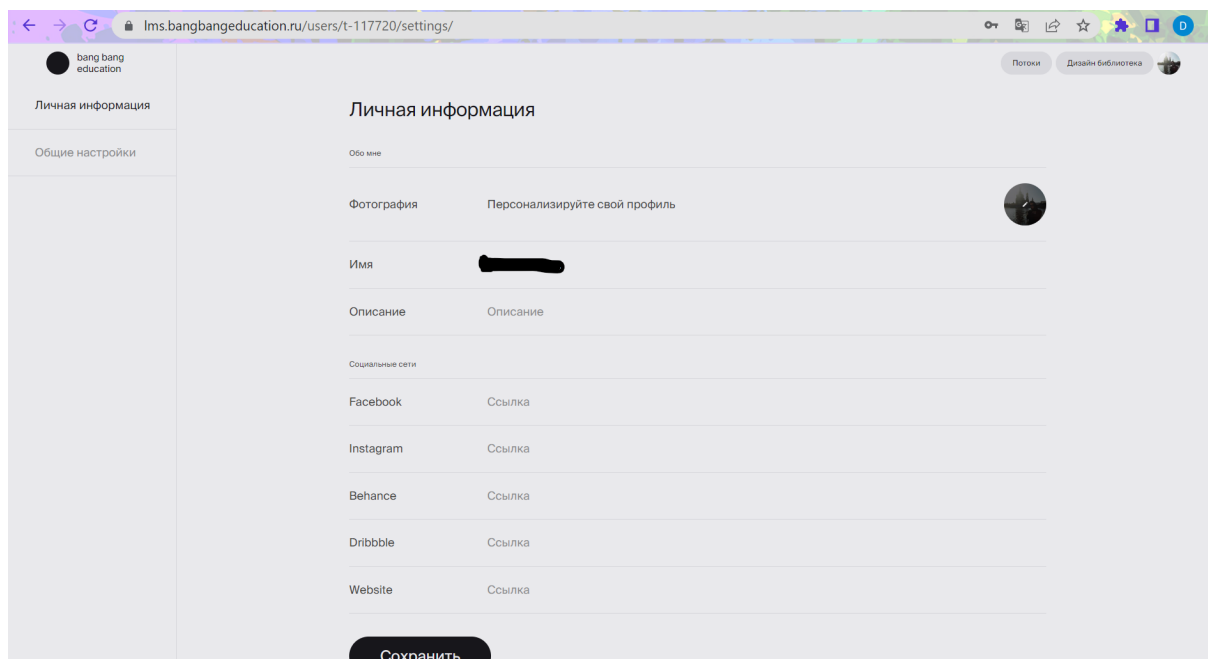 lms.bangbangeducation.ru/users/t-117720/settings/
D
bang bang
education
Потоки
Дизайн библиотека
Личная информация
Общие настройки
Личная информация
Обо мне
Фотография Персонализируйте свой профиль
Имя
Описание Описание
Социальные сети
Facebook Ссылка
Instagram Ссылка
Behance Ссылка
Dribbble Ссылка
Website Ссылка
Сохранить